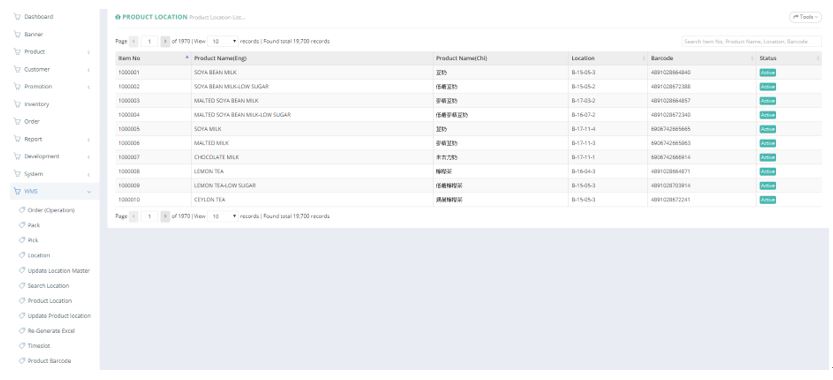 Dashboard
Banner
Product
Customer
Promotion
Inventory
Order
Report
Development
System
WMS
Order (Operation)
Pack
Pick
Location
Update Location Master
Search Location
Product Location
Update Product location
Re-Generate Excel
Timeslot
Product Barcode
PRODUCT LOCATION Product Location List...
Tools
Page 1 of 1970 | View 10 records | Found total 19,700 records
Search Item No, Product Name, Location, Barcode
Item No Product Name(Eng) Product Name(Chi) Location Barcode Status
1000001 SOYA BEAN MILK 荳奶 B-15-05-3 4891028664840 Active
1000002 SOYA BEAN MILK-LOW SUGAR 低糖荳奶 B-15-05-2 4891028672388 Active
1000003 MALTED SOYA BEAN MILK 麥精荳奶 B-17-03-2 4891028664857 Active
1000004 MALTED SOYA BEAN MILK-LOW SUGAR 低糖麥精荳奶 B-16-07-2 4891028672340 Active
1000005 SOYA MILK 荳奶 B-17-11-4 6906742665665 Active
1000006 MALTED MILK 麥精荳奶 B-17-11-3 6906742665863 Active
1000007 CHOCOLATE MILK 朱古力奶 B-17-11-1 6906742666914 Active
1000008 LEMON TEA 檸檬茶 B-16-04-3 4891028664871 Active
1000009 LEMON TEA-LOW SUGAR 低糖檸檬茶 B-15-05-3 4891028703914 Active
1000010 CEYLON TEA 錫蘭檸檬茶 B-15-05-3 4891028672241 Active
Page 1 of 1970 | View 10 records | Found total 19,700 records